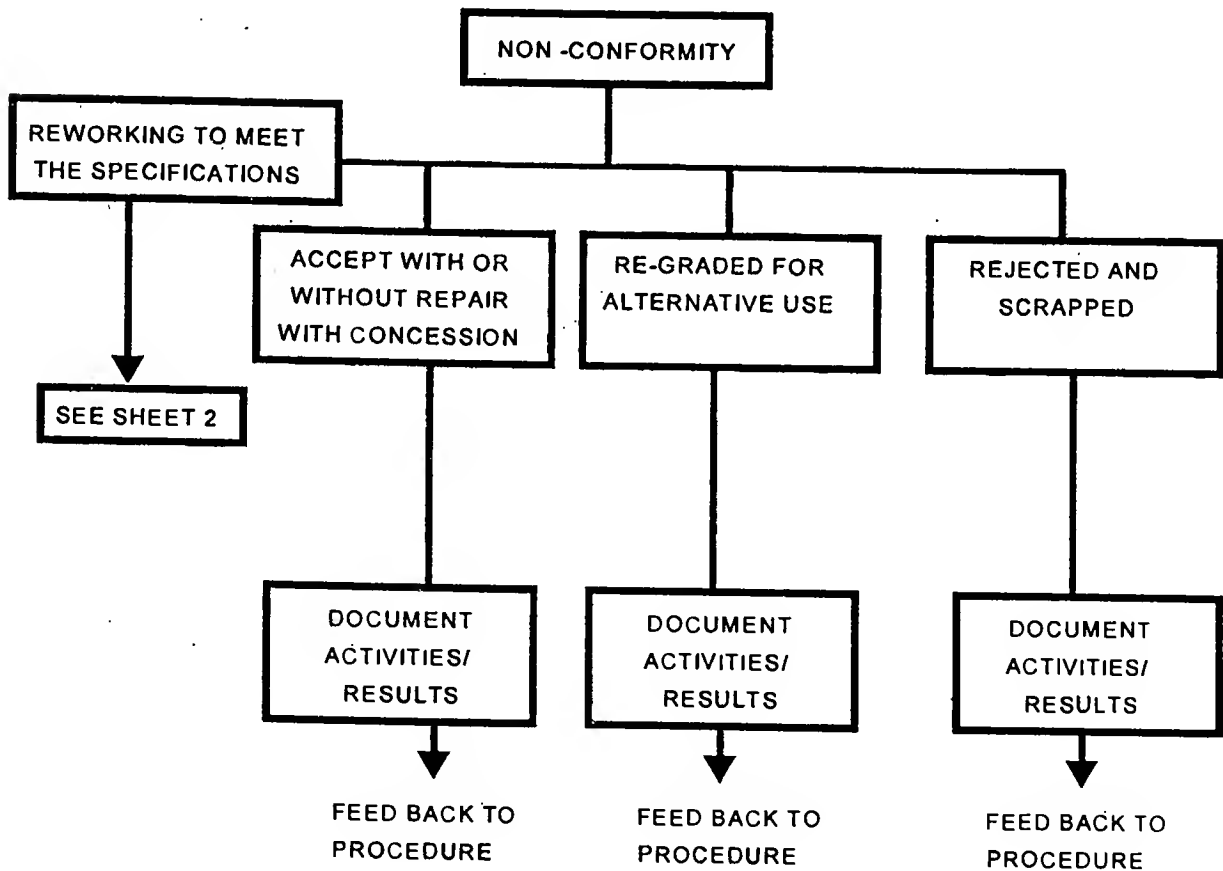 NON -CONFORMITY
REWORKING TO MEET
THE SPECIFICATIONS
ACCEPT WITH OR
WITHOUT REPAIR
WITH CONCESSION
RE-GRADED FOR
ALTERNATIVE USE
REJECTED AND
SCRAPPED
SEE SHEET 2
DOCUMENT
ACTIVITIES/
RESULTS
DOCUMENT
ACTIVITIES/
RESULTS
DOCUMENT
ACTIVITIES/
RESULTS
FEED BACK TO
PROCEDURE
FEED BACK TO
PROCEDURE
FEED BACK TO
PROCEDURE